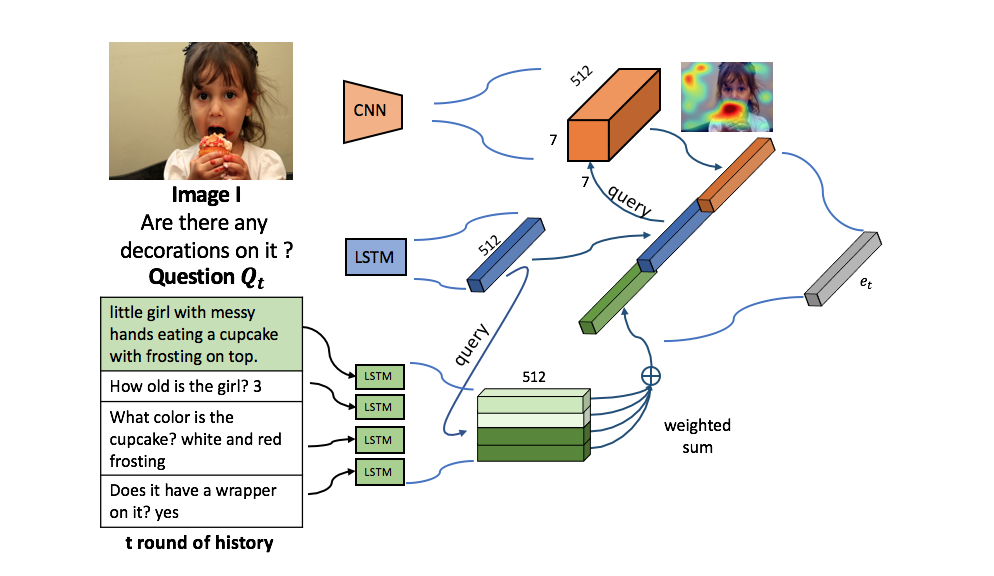 Image I
Are there any
decorations on it ?
Question Qₜ
little girl with messy
hands eating a cupcake
with frosting on top.
How old is the girl? 3
What color is the
cupcake? white and red
frosting
Does it have a wrapper
on it? yes
t round of history
CNN
LSTM
LSTM
LSTM
LSTM
LSTM
512
7
7
query
512
query
512
weighted
sum
eₜ